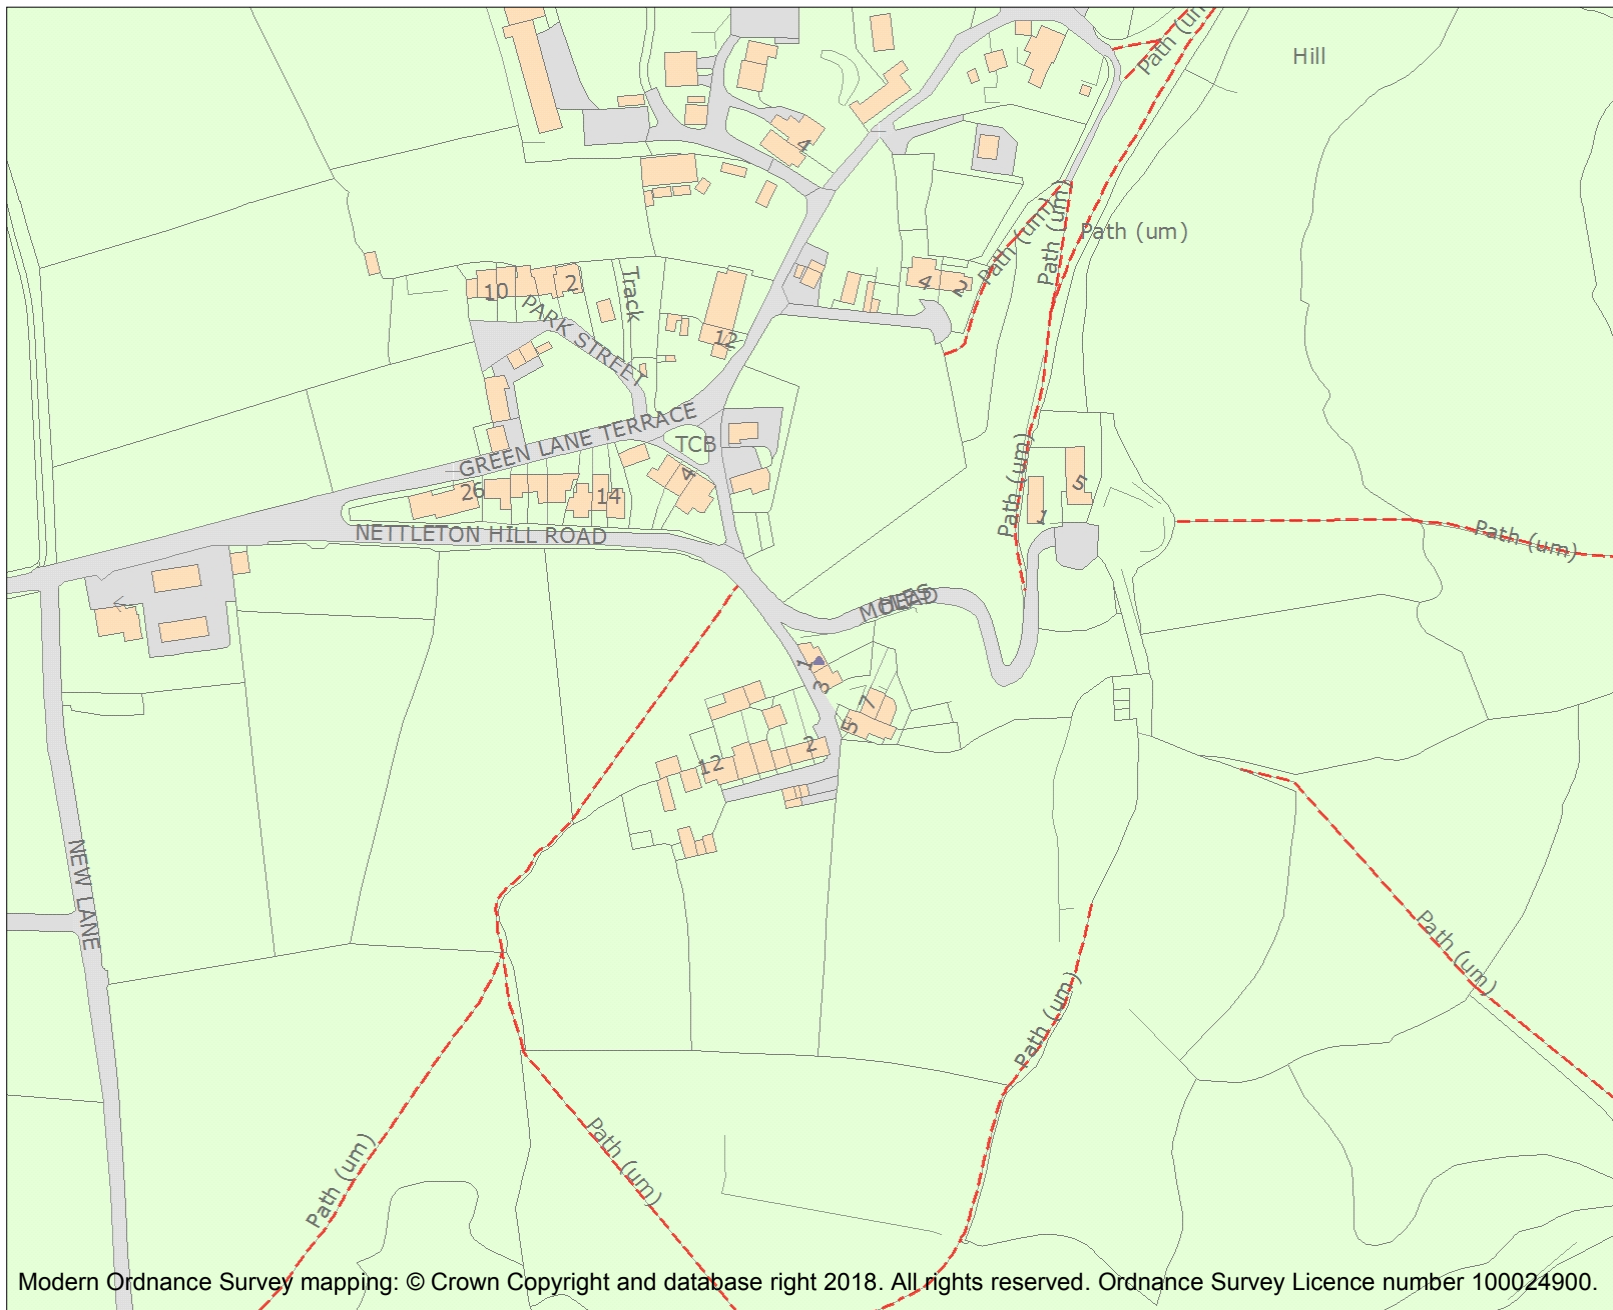 Path (um)
Hill
4
Path (um)
Path (um)
Path (um)
10
2
Track
4
2
PARK STREET
12
GREEN LANE TERRACE
TCB
4
26
14
5
1
Path (um)
Path (um)
NETTLETON HILL ROAD
1
3
7
5
2
12
NEW LANE
Path (um)
Path (um)
Path (um)
Path (um)
Modern Ordnance Survey mapping: © Crown Copyright and database right 2018. All rights reserved. Ordnance Survey Licence number 100024900.